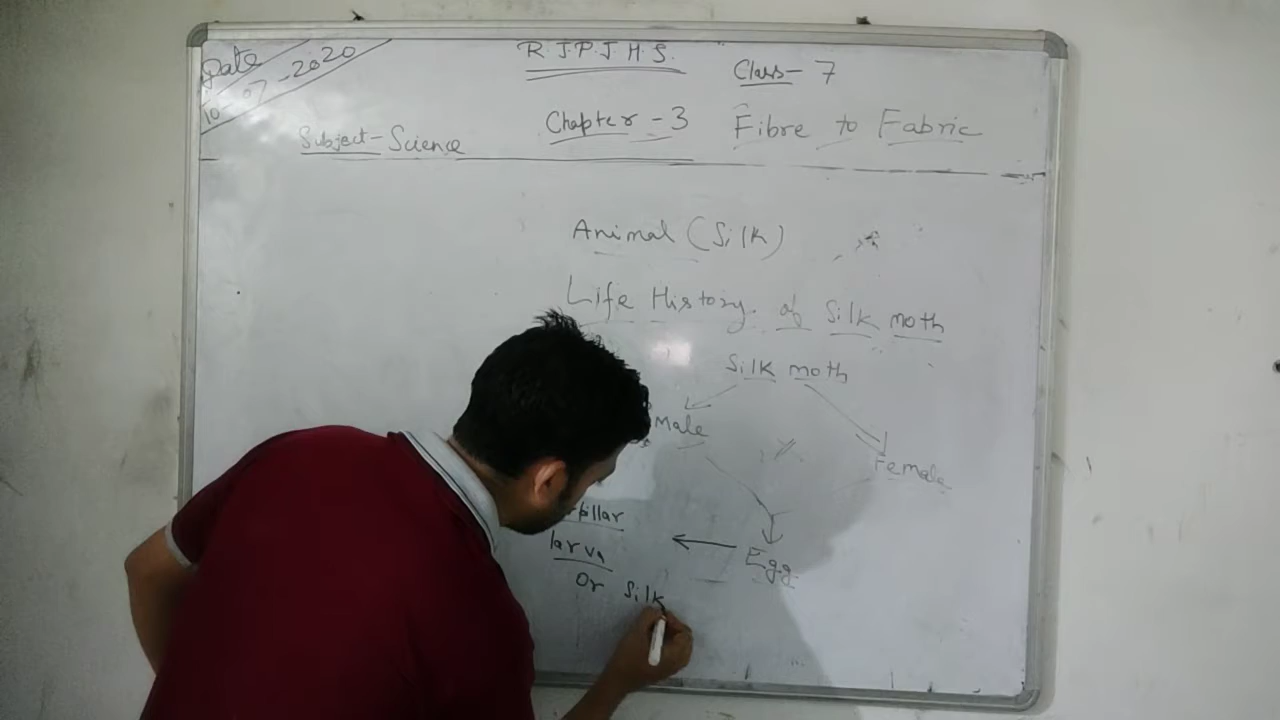 Date
10-07-2020
R.J.P.J.H.S.
Class-7
Subject-Science
Chapter-3 Fibre to Fabric
Animal (Silk)
Life History of Silk moth
Silk moth
Male
Female
rpillar
larva
Or Silk
Egg